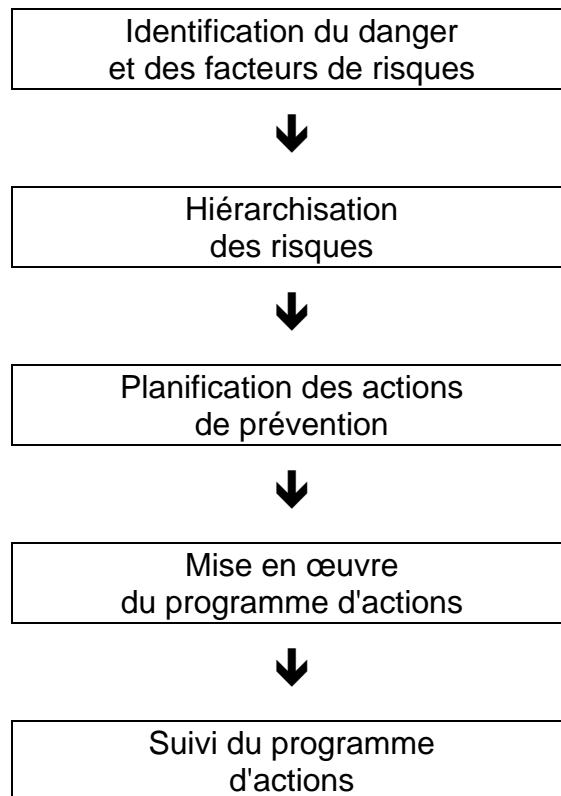 Identification du danger
et des facteurs de risques
Hiérarchisation
des risques
Planification des actions
de prévention
Mise en œuvre
du programme d'actions
Suivi du programme
d'actions